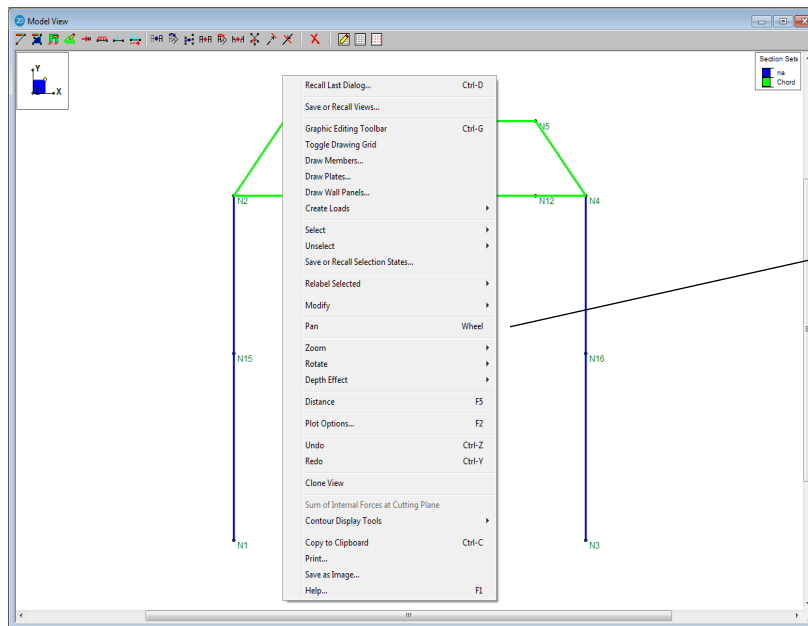 Model View
Section Sets
na
Chord
Y
X
Recall Last Dialog... Ctrl-D
Save or Recall Views...
Graphic Editing Toolbar Ctrl-G
Toggle Drawing Grid
Draw Members...
Draw Plates...
Draw Wall Panels...
Create Loads
Select
Unselect
Save or Recall Selection States...
Relabel Selected
Modify
Pan Wheel
Zoom
Rotate
Depth Effect
Distance F5
Plot Options... F2
Undo Ctrl-Z
Redo Ctrl-Y
Clone View
Sum of Internal Forces at Cutting Plane
Contour Display Tools
Copy to Clipboard Ctrl-C
Print...
Save as Image...
Help... F1
N5
N2
N12
N4
N15
N16
N1
N3